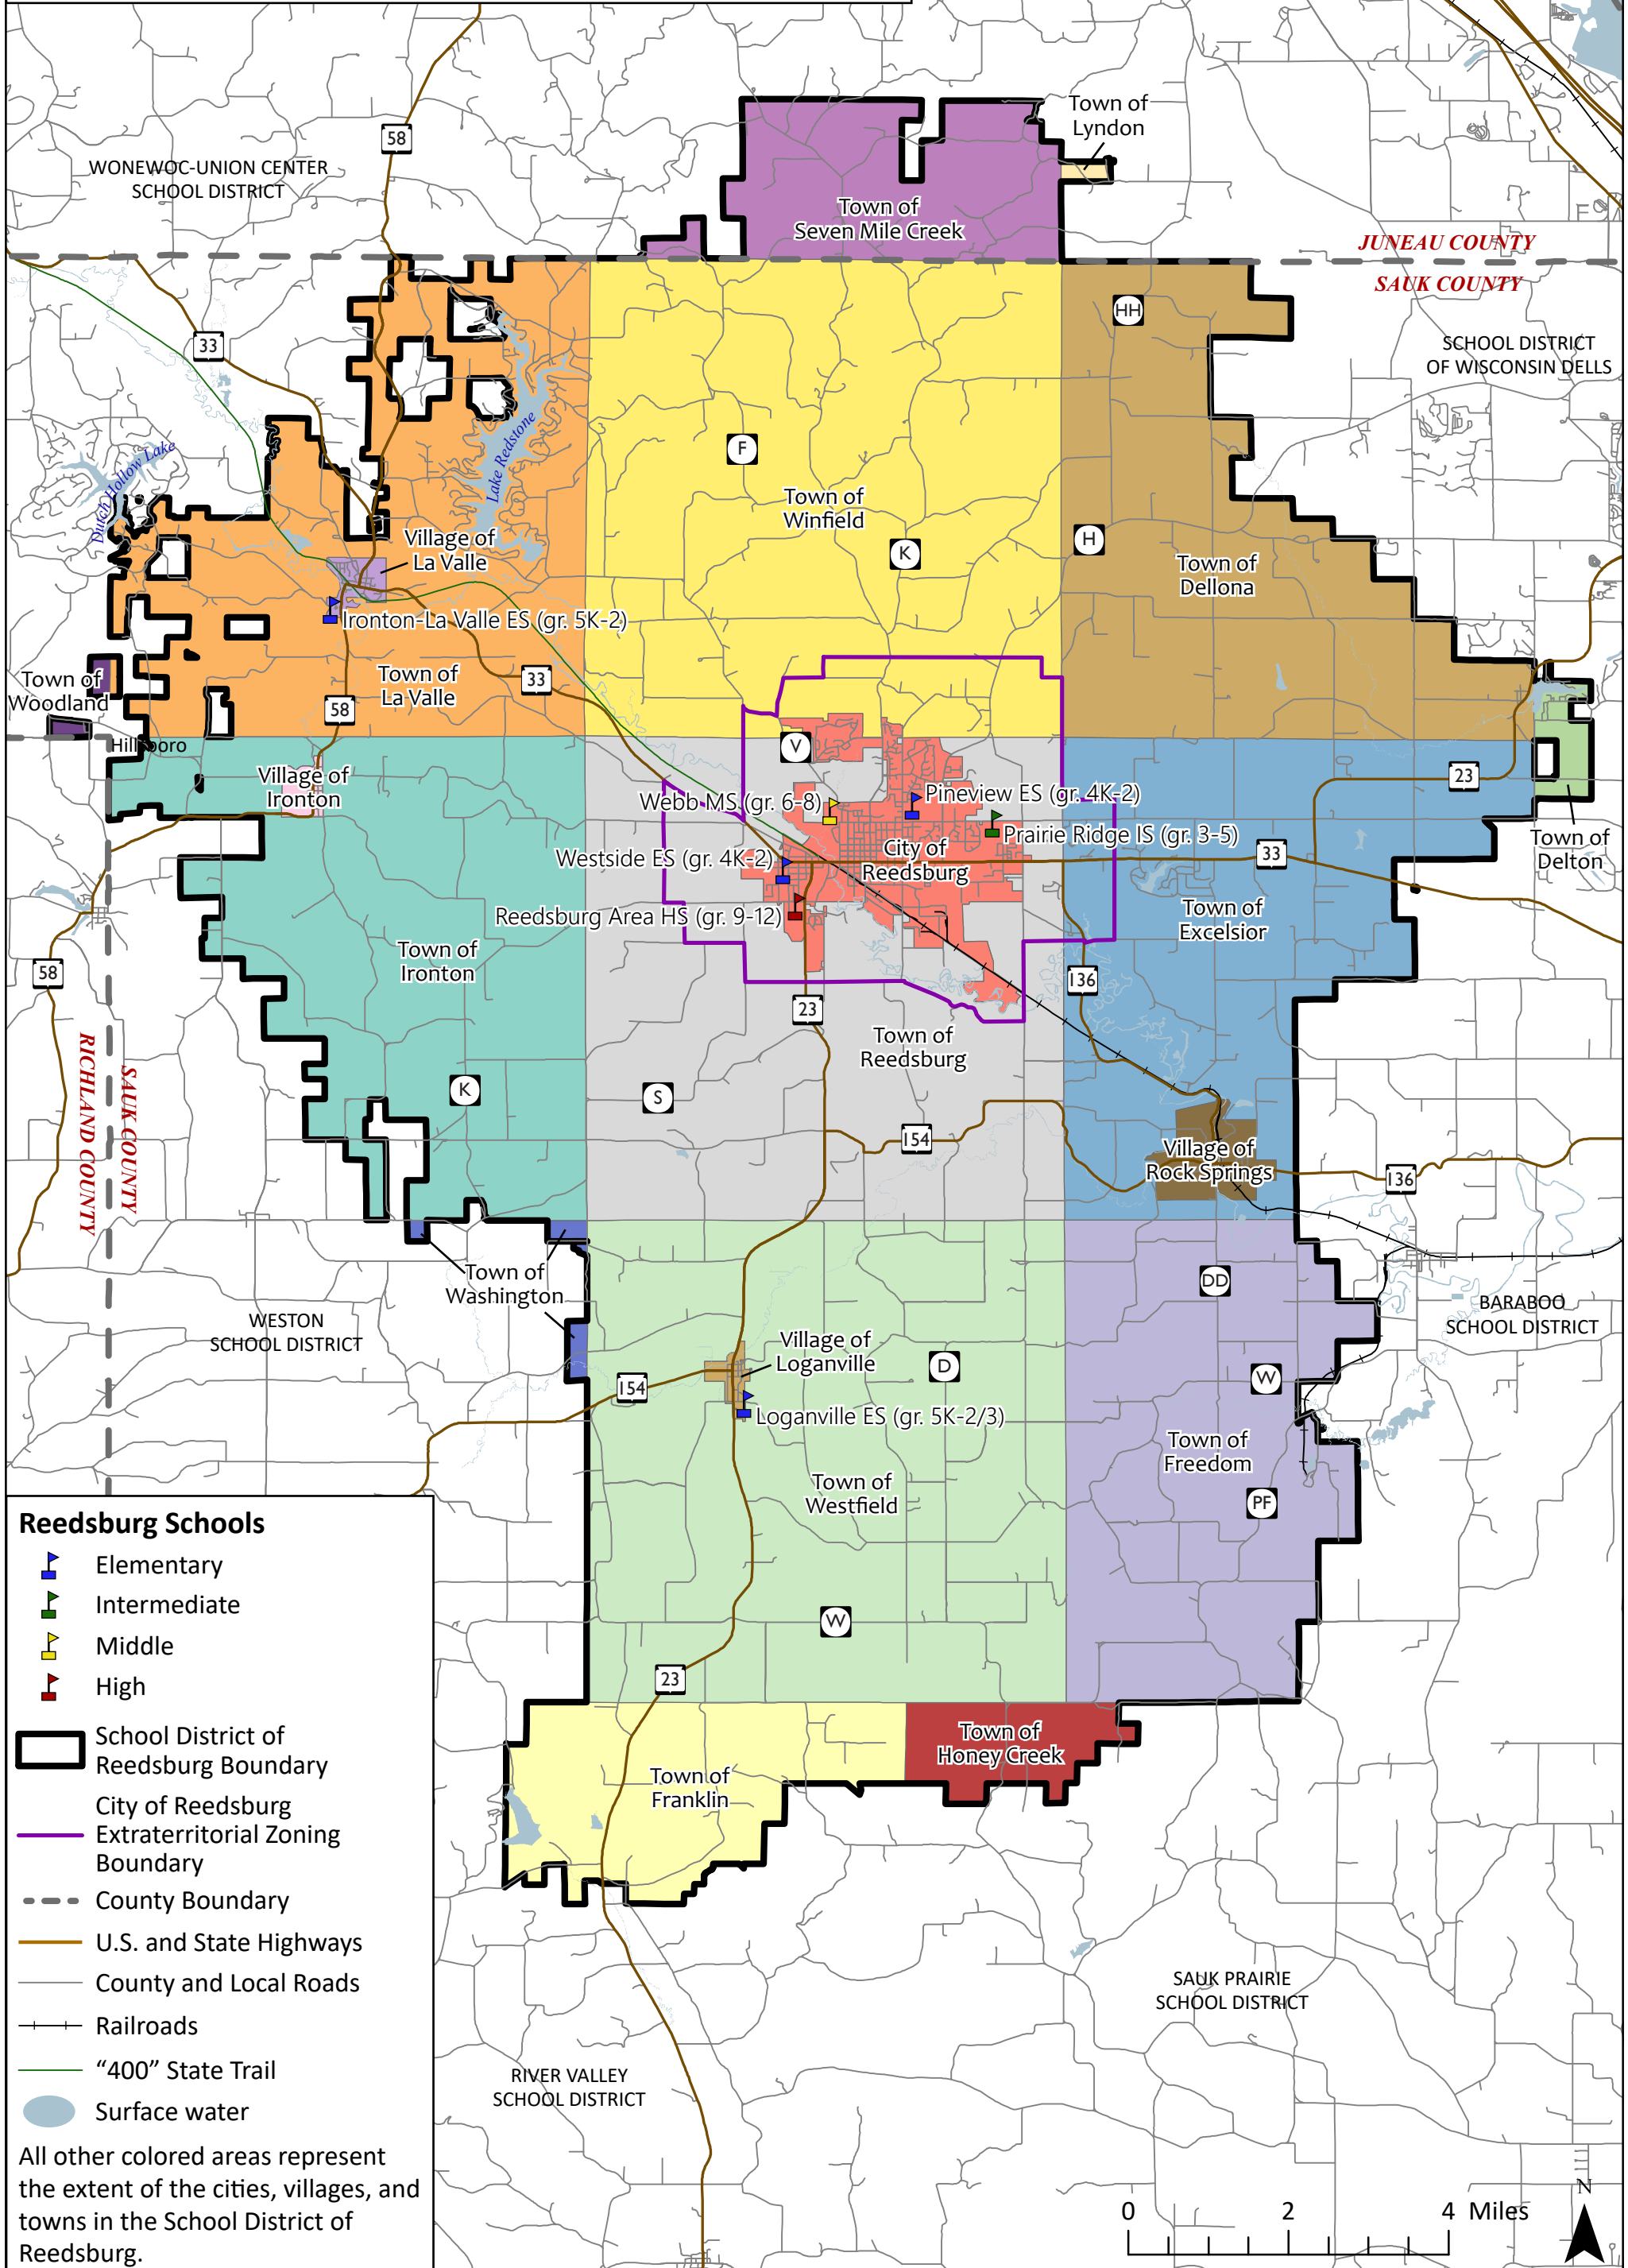 58
Town of
Lyndon
WONEWOC-UNION CENTER
SCHOOL DISTRICT
Town of
Seven Mile Creek
JUNEAU COUNTY
SAUK COUNTY
HH
33
SCHOOL DISTRICT
OF WISCONSIN DELLS
Lake Redstone
Dutch Hollow Lake
F
Town of
Winfield
K
H
Village of
La Valle
Town of
Dellona
Ironton-La Valle ES (gr. 5K-2)
Town of
Woodland
Town of
La Valle
33
58
Hillsboro
V
Village of
Ironton
23
Webb MS (gr. 6-8)
Pineview ES (gr. 4K-2)
Prairie Ridge IS (gr. 3-5)
Westside ES (gr. 4K-2)
City of
Reedsburg
33
Town of
Delton
Reedsburg Area HS (gr. 9-12)
Town of
Excelsior
Town of
Ironton
58
136
23
Town of
Reedsburg
RICHLAND COUNTY
SAUK COUNTY
K
S
154
Village of
Rock Springs
136
Town of
Washington
DD
WESTON
SCHOOL DISTRICT
BARABOO
SCHOOL DISTRICT
Village of
Loganville
D
W
154
Loganville ES (gr. 5K-2/3)
Town of
Freedom
Town of
Westfield
PF
W
23
Town of
Honey Creek
Town of
Franklin
SAUK PRAIRIE
SCHOOL DISTRICT
RIVER VALLEY
SCHOOL DISTRICT
Reedsburg Schools
Elementary
Intermediate
Middle
High
School District of
Reedsburg Boundary
City of Reedsburg
Extraterritorial Zoning
Boundary
County Boundary
U.S. and State Highways
County and Local Roads
Railroads
“400” State Trail
Surface water
All other colored areas represent
the extent of the cities, villages, and
towns in the School District of
Reedsburg.
0 2 4 Miles
N